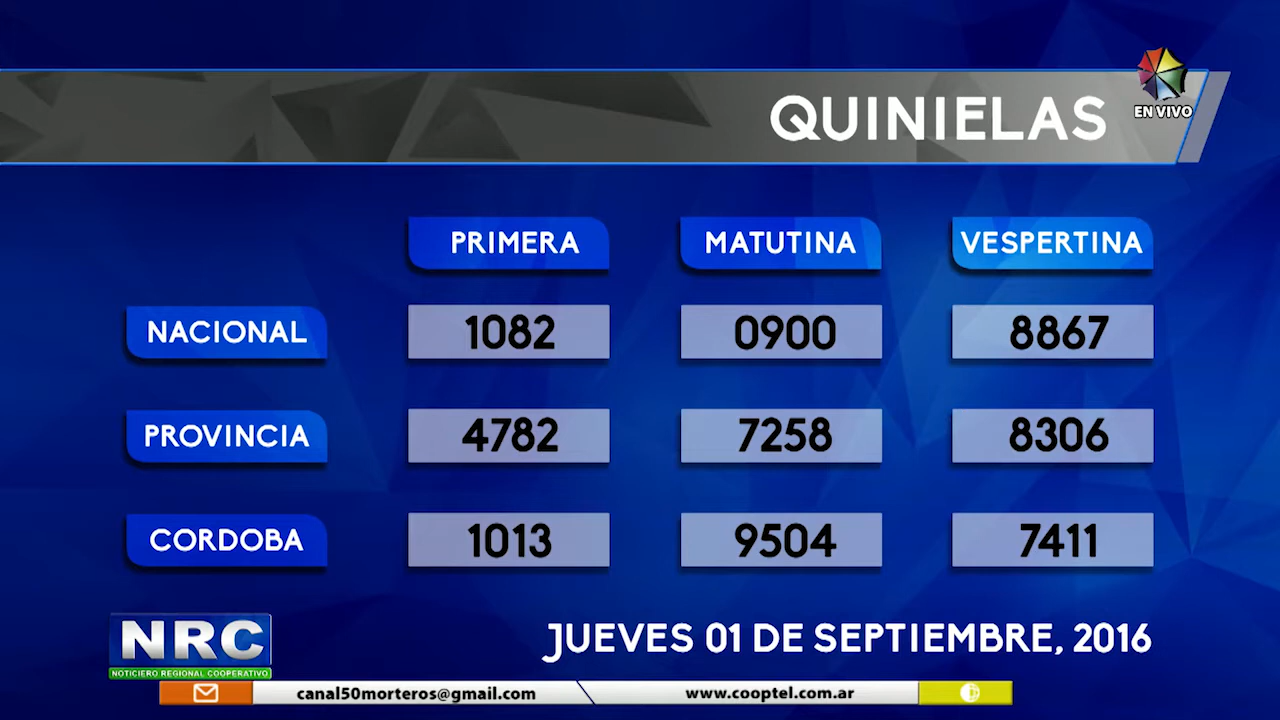 QUINIELAS
EN VIVO
PRIMERA MATUTINA VESPERTINA
NACIONAL 1082 0900 8867
PROVINCIA 4782 7258 8306
CORDOBA 1013 9504 7411
NRC
NOTICIERO REGIONAL COOPERATIVO
JUEVES 01 DE SEPTIEMBRE, 2016
canal50morteros@gmail.com www.cooptel.com.ar